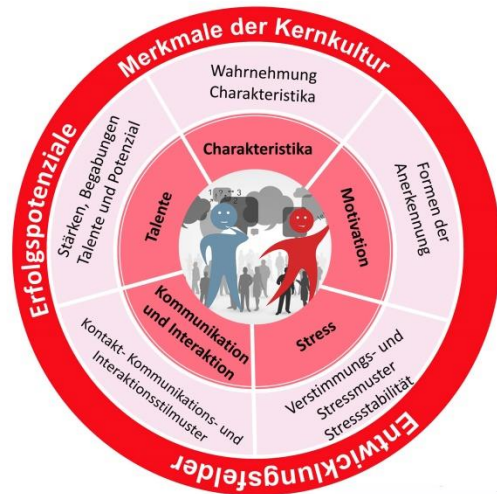 Merkmale der Kernkultur
Erfolgspotenziale
Entwicklungsfelder
Wahrnehmung
Charakteristika
Formen der
Anerkennung
Verstimmungs- und
Stressmuster
Stressstabilität
Kontakt- Kommunikations- und
Interaktionsstilmuster
Stärken, Begabungen
Talente und Potenzial
Charakteristika
Motivation
Stress
Kommunikation
und Interaktion
Talente